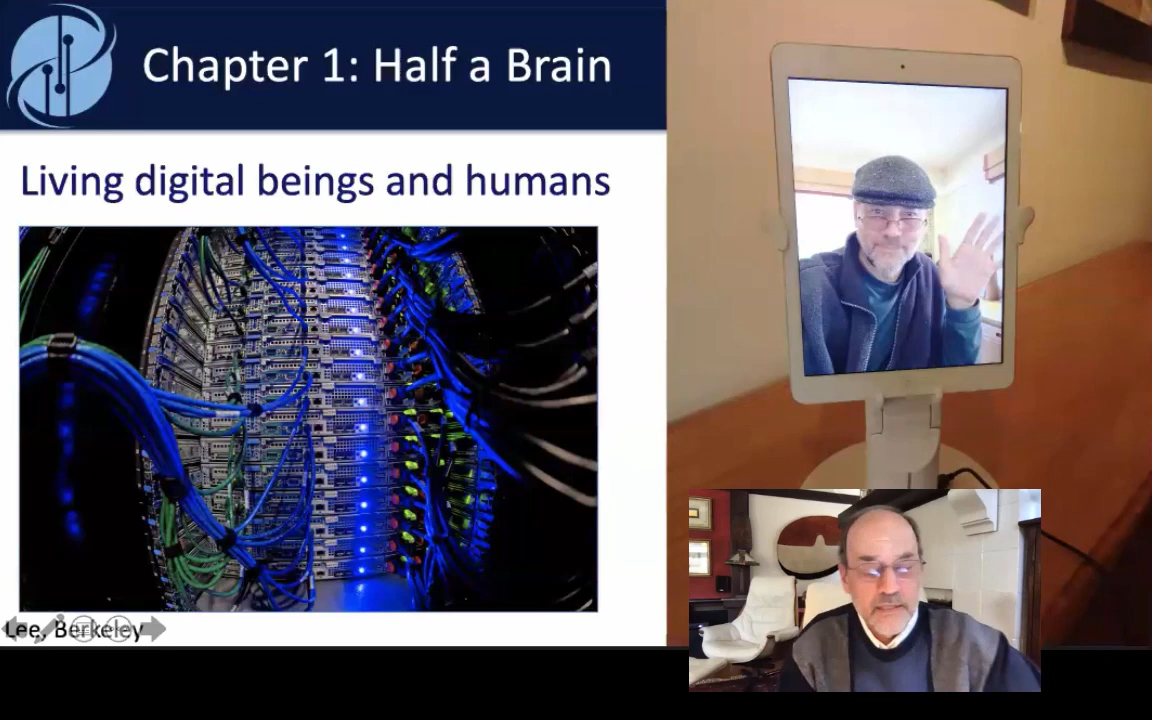 Chapter 1: Half a Brain
Living digital beings and humans
Lee, Berkeley